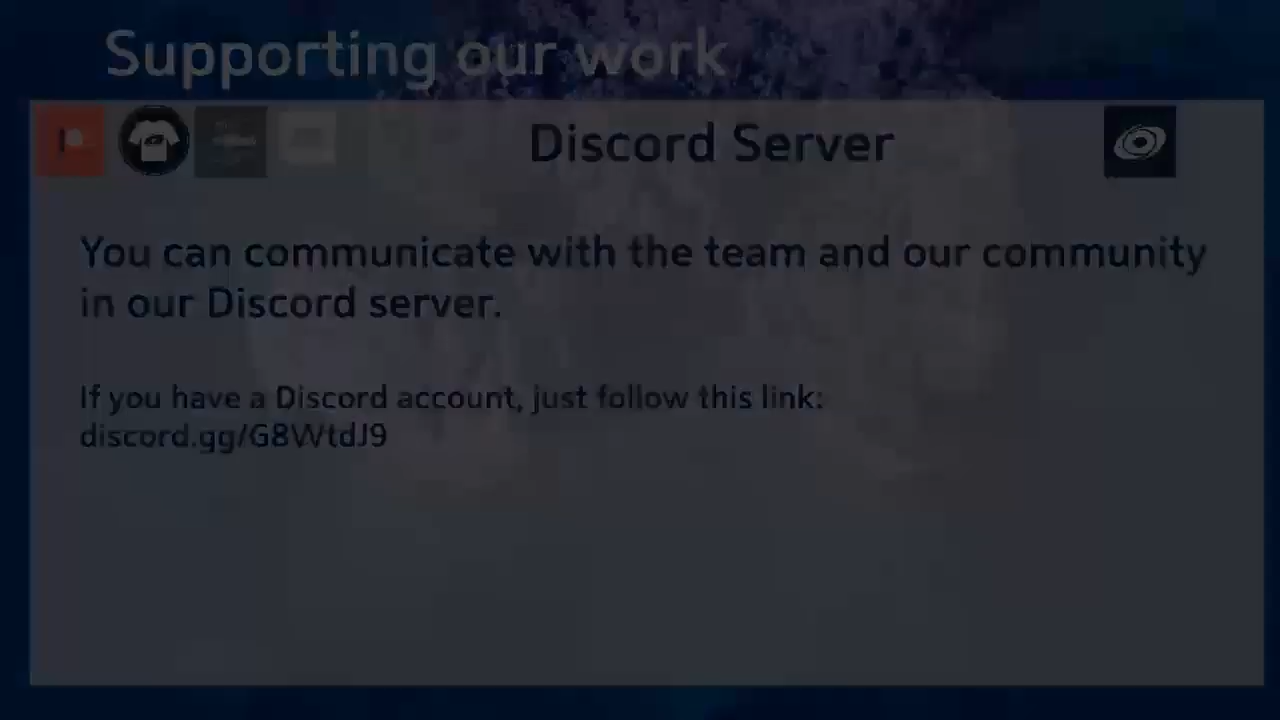 Supporting our work
Discord Server
You can communicate with the team and our community
in our Discord server.
If you have a Discord account, just follow this link:
discord.gg/G8WtdJ9